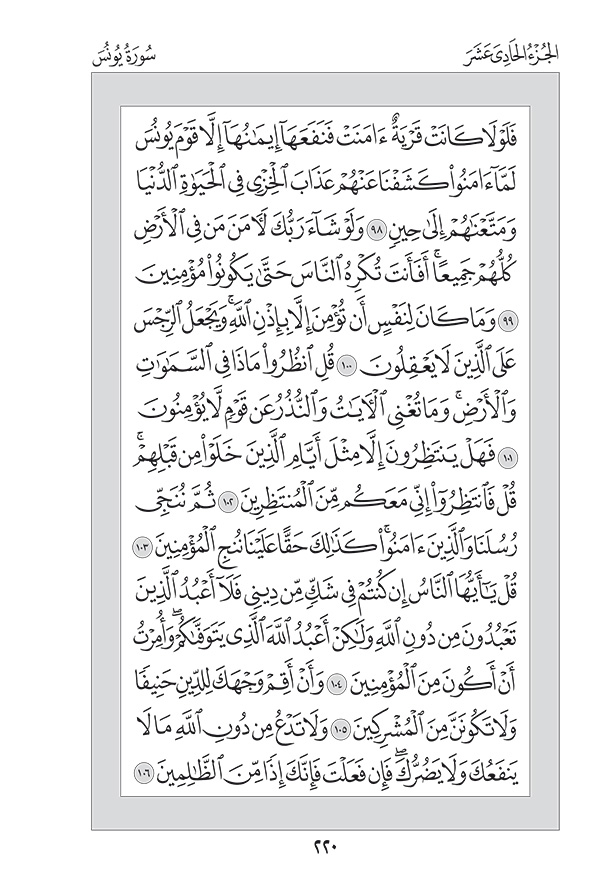 الجُزْءُ الحَادِيَ عَشَرَ
سُورَةُ يُونُسَ
فَلَوْلَا كَانَتْ قَرْيَةٌ ءَامَنَتْ فَنَفَعَهَآ إِيمَٰنُهَآ إِلَّا قَوْمَ يُونُسَ
لَمَّآ ءَامَنُوا۟ كَشَفْنَا عَنْهُمْ عَذَابَ ٱلْخِزْىِ فِى ٱلْحَيَوٰةِ ٱلدُّنْيَا
وَمَتَّعْنَٰهُمْ إِلَىٰ حِينٍ ٩٨ وَلَوْ شَآءَ رَبُّكَ لَءَامَنَ مَن فِى ٱلْأَرْضِ
كُلُّهُمْ جَمِيعًا ۚ أَفَأَنتَ تُكْرِهُ ٱلنَّاسَ حَتَّىٰ يَكُونُوا۟ مُؤْمِنِينَ
٩٩ وَمَا كَانَ لِنَفْسٍ أَن تُؤْمِنَ إِلَّا بِإِذْنِ ٱللَّهِ ۚ وَيَجْعَلُ ٱلرِّجْسَ
عَلَى ٱلَّذِينَ لَا يَعْقِلُونَ ١٠٠ قُلِ ٱنظُرُوا۟ مَاذَا فِى ٱلسَّمَٰوَٰتِ
وَٱلْأَرْضِ ۚ وَمَا تُغْنِى ٱلْءَايَٰتُ وَٱلنُّذُرُ عَن قَوْمٍ لَّا يُؤْمِنُونَ
١٠١ فَهَلْ يَنتَظِرُونَ إِلَّا مِثْلَ أَيَّامِ ٱلَّذِينَ خَلَوْا۟ مِن قَبْلِهِمْ ۚ
قُلْ فَٱنتَظِرُوٓا۟ إِنِّى مَعَكُم مِّنَ ٱلْمُنتَظِرِينَ ١٠٢ ثُمَّ نُنَجِّى
رُسُلَنَا وَٱلَّذِينَ ءَامَنُوا۟ ۚ كَذَٰلِكَ حَقًّا عَلَيْنَا نُنجِ ٱلْمُؤْمِنِينَ ١٠٣
قُلْ يَٰٓأَيُّهَا ٱلنَّاسُ إِن كُنتُمْ فِى شَكٍّ مِّن دِينِى فَلَآ أَعْبُدُ ٱلَّذِينَ
تَعْبُدُونَ مِن دُونِ ٱللَّهِ وَلَٰكِنْ أَعْبُدُ ٱللَّهَ ٱلَّذِى يَتَوَفَّىٰكُمْ ۖ وَأُمِرْتُ
أَنْ أَكُونَ مِنَ ٱلْمُؤْمِنِينَ ١٠٤ وَأَنْ أَقِمْ وَجْهَكَ لِلدِّينِ حَنِيفًا
وَلَا تَكُونَنَّ مِنَ ٱلْمُشْرِكِينَ ١٠٥ وَلَا تَدْعُ مِن دُونِ ٱللَّهِ مَا لَا
يَنفَعُكَ وَلَا يَضُرُّكَ ۖ فَإِن فَعَلْتَ فَإِنَّكَ إِذًا مِّنَ ٱلظَّٰلِمِينَ ١٠٦
٢٢٠